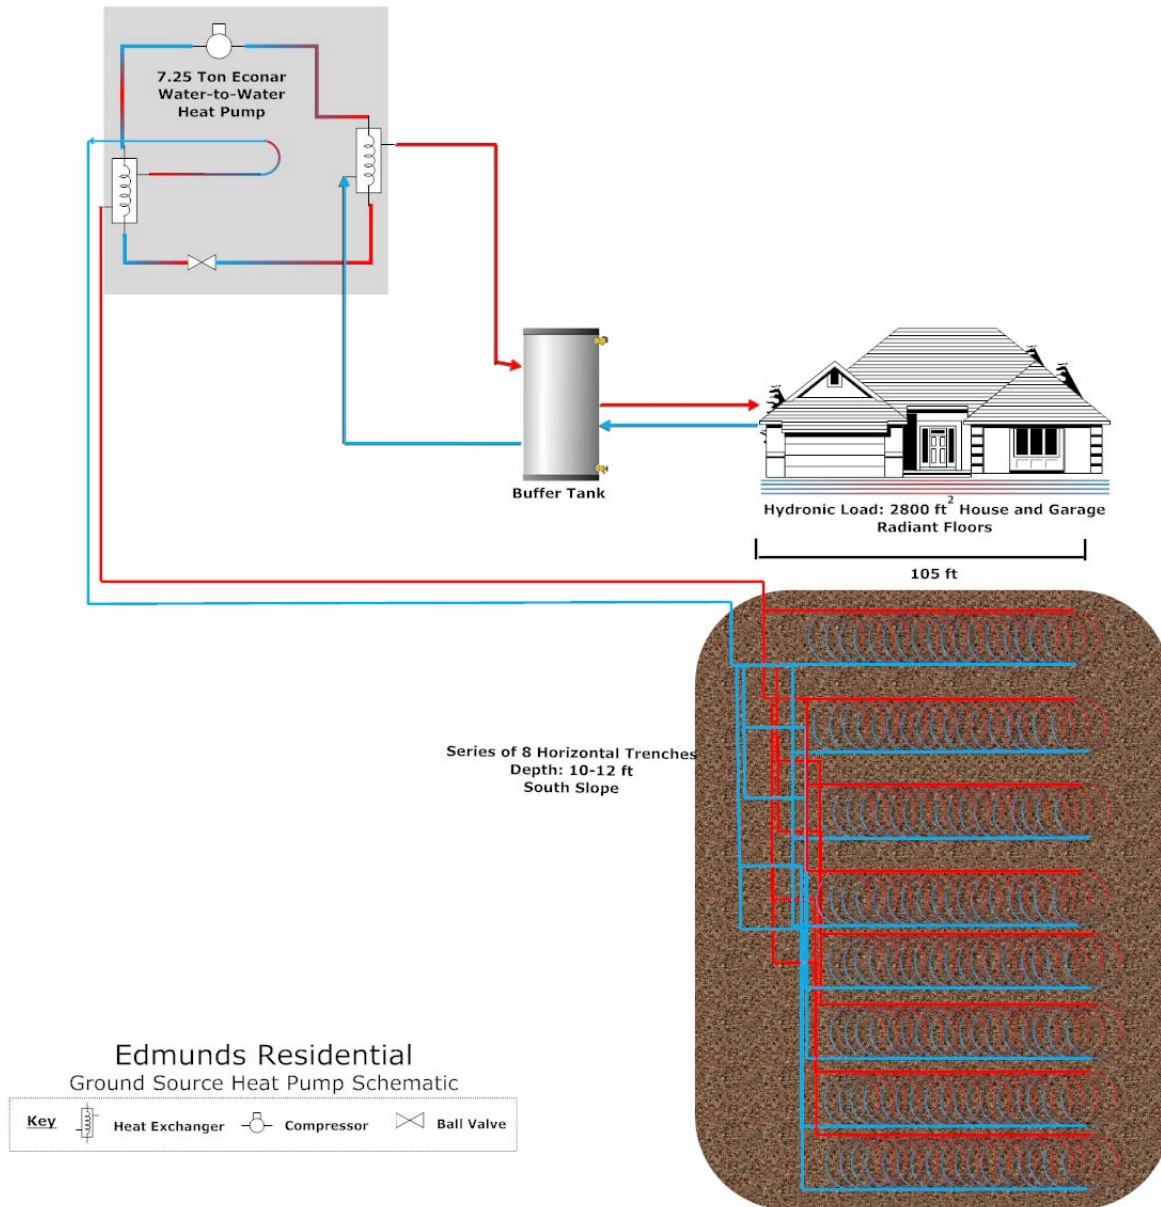 7.25 Ton Econar
Water-to-Water
Heat Pump
Buffer Tank
Hydronic Load: 2800 ft² House and Garage
Radiant Floors
105 ft
Series of 8 Horizontal Trenches
Depth: 10-12 ft
South Slope
Edmunds Residential
Ground Source Heat Pump Schematic
Key Heat Exchanger Compressor Ball Valve